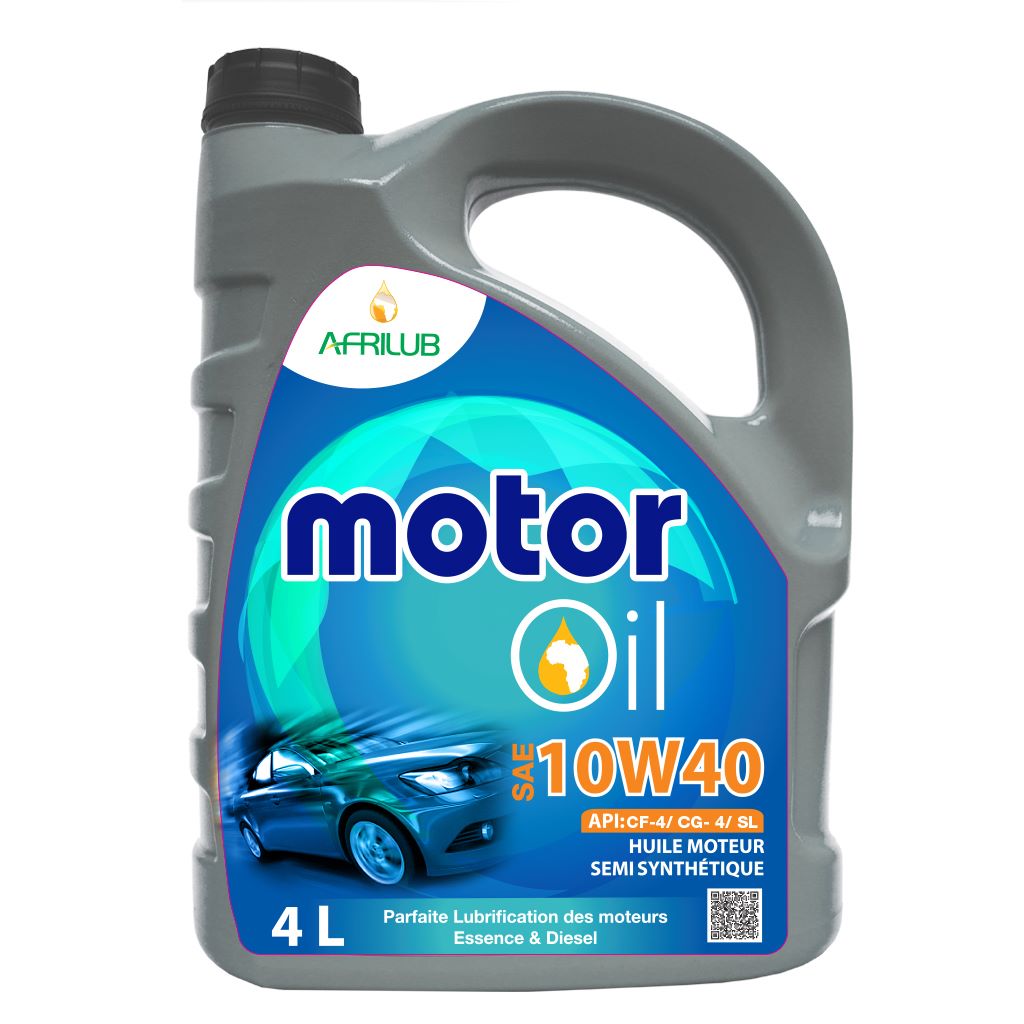 AFRILUB
motor
Oil
SAE 10W40
API:CF-4/ CG- 4/ SL
HUILE MOTEUR
SEMI SYNTHÉTIQUE
4 L
Parfaite Lubrification des moteurs
Essence & Diesel